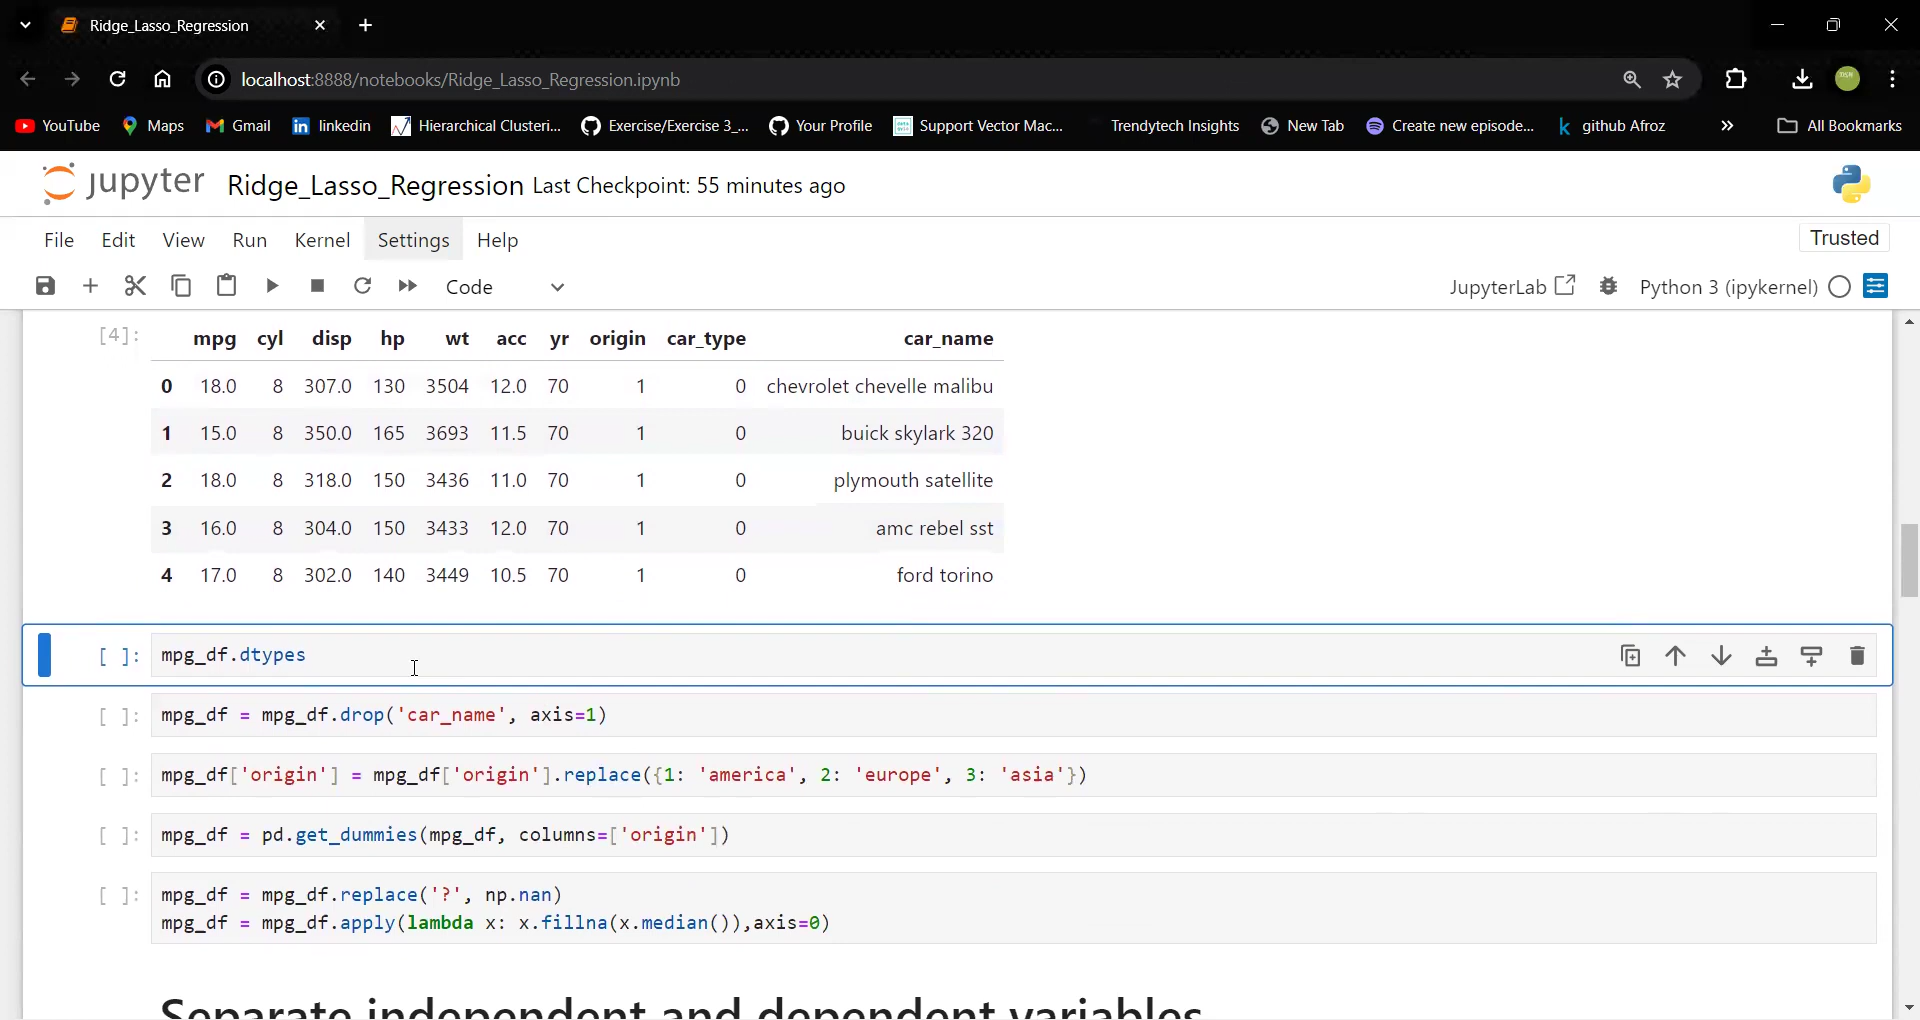 Ridge_Lasso_Regression
localhost:8888/notebooks/Ridge_Lasso_Regression.ipynb
YouTube Maps Gmail linkedin Hierarchical Clusteri... Exercise/Exercise 3_... Your Profile Support Vector Mac... Trendytech Insights New Tab Create new episode... github Afroz » All Bookmarks
jupyter Ridge_Lasso_Regression Last Checkpoint: 55 minutes ago
File Edit View Run Kernel Settings Help Trusted
Code JupyterLab Python 3 (ipykernel)
[4]: mpg cyl disp hp wt acc yr origin car_type car_name
0 18.0 8 307.0 130 3504 12.0 70 1 0 chevrolet chevelle malibu
1 15.0 8 350.0 165 3693 11.5 70 1 0 buick skylark 320
2 18.0 8 318.0 150 3436 11.0 70 1 0 plymouth satellite
3 16.0 8 304.0 150 3433 12.0 70 1 0 amc rebel sst
4 17.0 8 302.0 140 3449 10.5 70 1 0 ford torino
[ ]: mpg_df.dtypes
[ ]: mpg_df = mpg_df.drop('car_name', axis=1)
[ ]: mpg_df['origin'] = mpg_df['origin'].replace({1: 'america', 2: 'europe', 3: 'asia'})
[ ]: mpg_df = pd.get_dummies(mpg_df, columns=['origin'])
[ ]: mpg_df = mpg_df.replace('?', np.nan)
mpg_df = mpg_df.apply(lambda x: x.fillna(x.median()),axis=0)
Separate independent and dependent variables